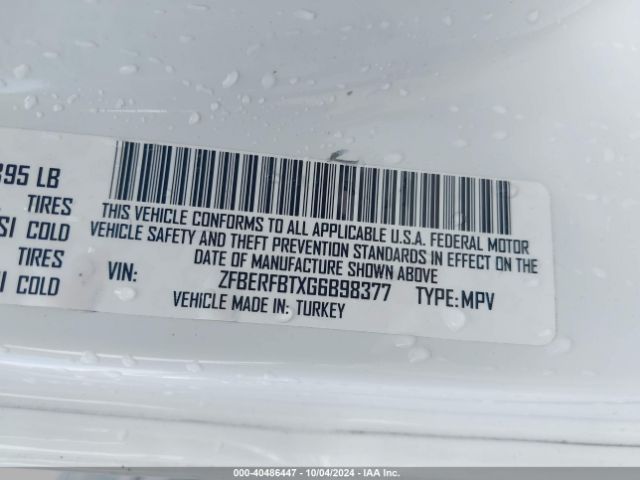 LB
TIRES
COLD
TIRES
COLD
THIS VEHICLE CONFORMS TO ALL APPLICABLE U.S.A. FEDERAL MOTOR
VEHICLE SAFETY AND THEFT PREVENTION STANDARDS IN EFFECT ON THE
DATE OF MANUFACTURE SHOWN ABOVE
VIN: ZFBERFBTXG6B98377 TYPE: MPV
VEHICLE MADE IN: TURKEY
000-40486447 - 10/04/2024 - IAA Inc.